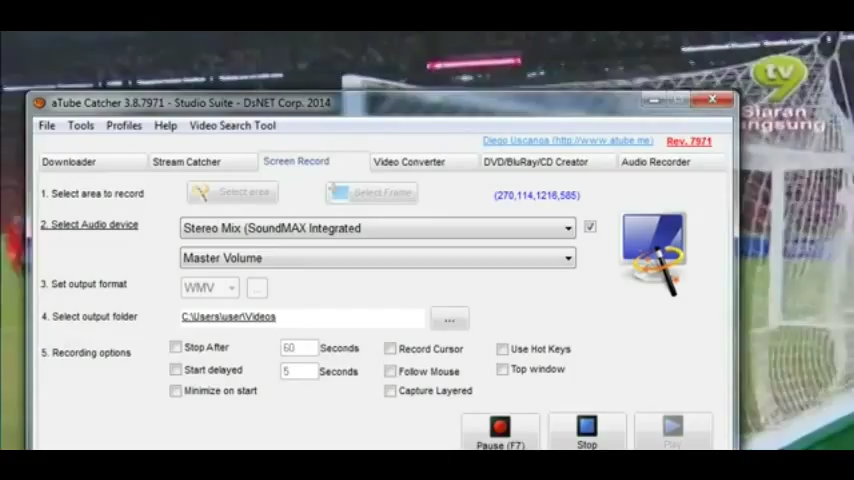 tv9
Siaran
aTube Catcher 3.8.7971 - Studio Suite - DsNET Corp. 2014
File Tools Profiles Help Video Search Tool
Diego Uscanga (http://www.atube.me) Rev. 7971
Downloader Stream Catcher Screen Record Video Converter DVD/BluRay/CD Creator Audio Recorder
1. Select area to record Select area Select Frame (270,114,1216,585)
2. Select Audio device Stereo Mix (SoundMAX Integrated
Master Volume
3. Set output format WMV ...
4. Select output folder C:\Users\user\Videos ...
5. Recording options Stop After 60 Seconds Record Cursor Use Hot Keys
Start delayed 5 Seconds Follow Mouse Top window
Minimize on start Capture Layered
Pause (F7) Stop Play